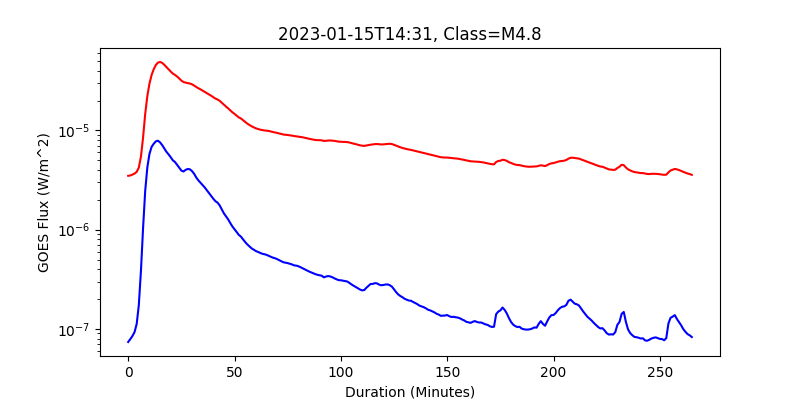 2023-01-15T14:31, Class=M4.8
GOES Flux (W/m^2)
10⁻⁵
10⁻⁶
10⁻⁷
0 50 100 150 200 250
Duration (Minutes)